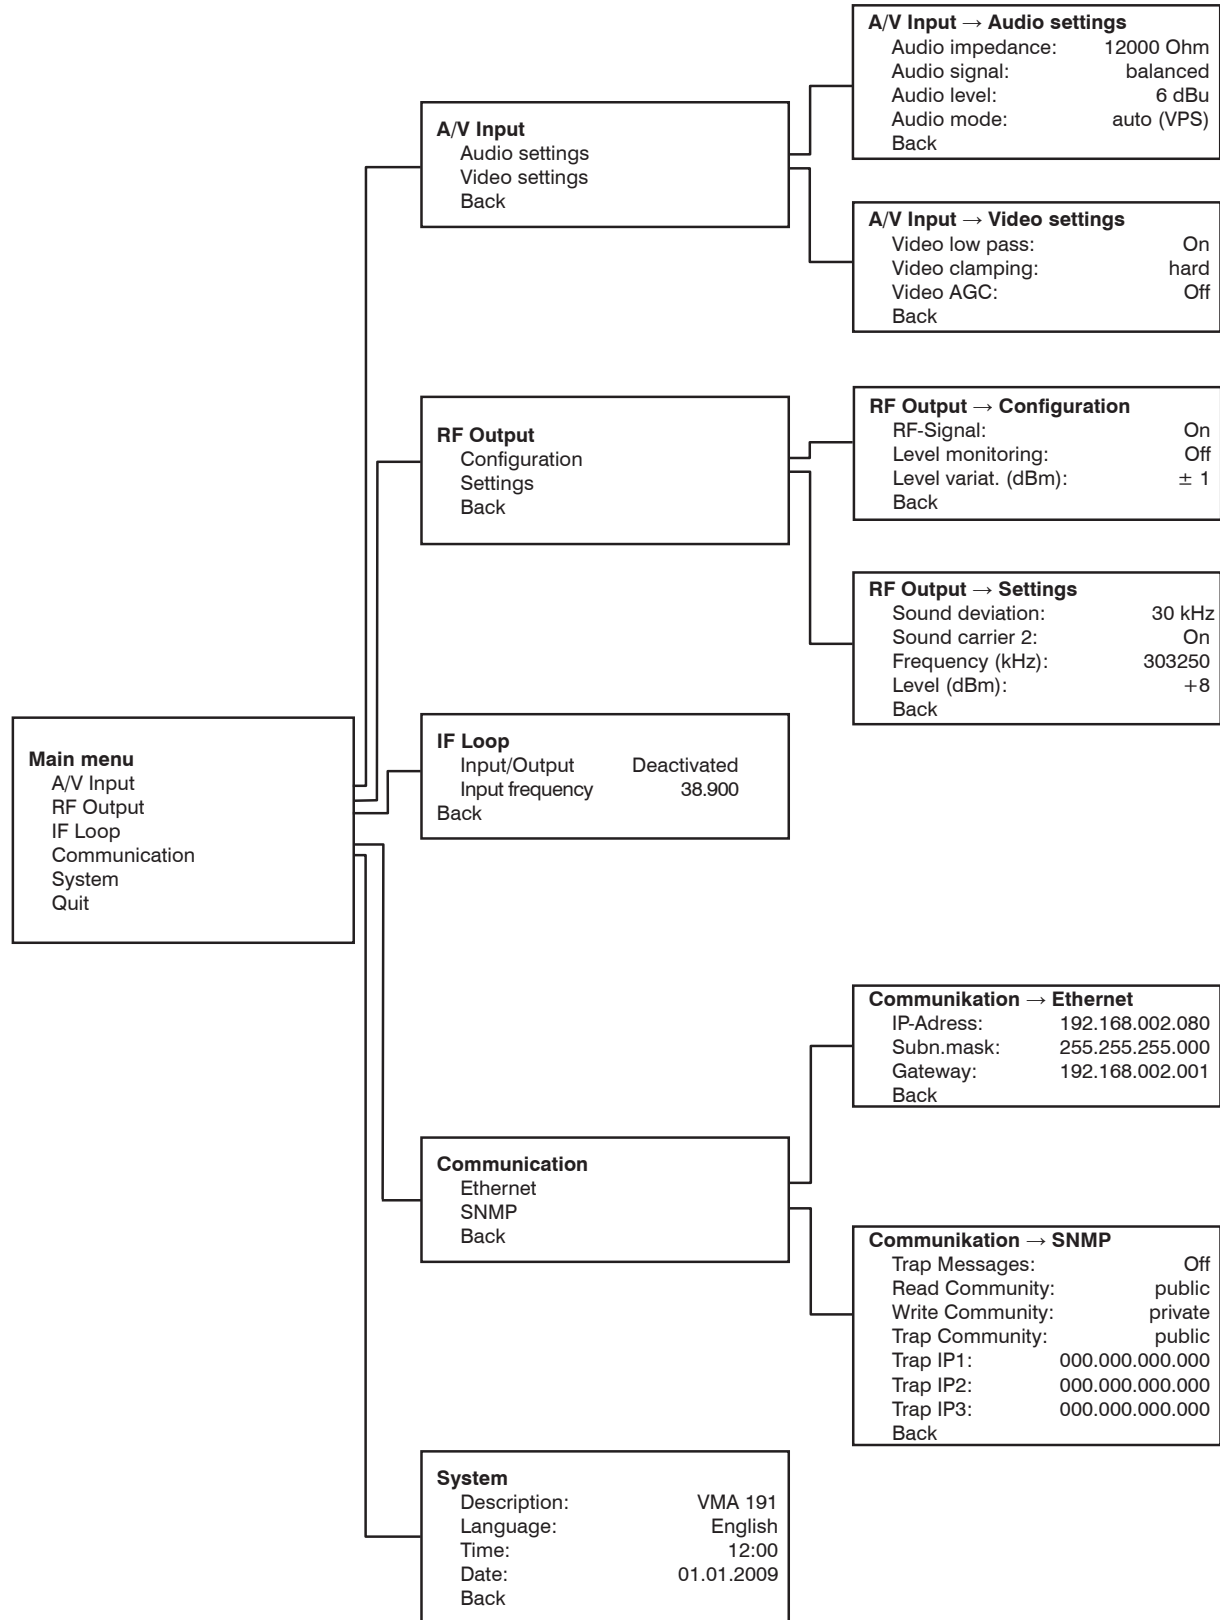 Main menu
A/V Input
RF Output
IF Loop
Communication
System
Quit
A/V Input
Audio settings
Video settings
Back
A/V Input → Audio settings
Audio impedance: 12000 Ohm
Audio signal: balanced
Audio level: 6 dBu
Audio mode: auto (VPS)
Back
A/V Input → Video settings
Video low pass: On
Video clamping: hard
Video AGC: Off
Back
RF Output
Configuration
Settings
Back
RF Output → Configuration
RF-Signal: On
Level monitoring: Off
Level variat. (dBm): ± 1
Back
RF Output → Settings
Sound deviation: 30 kHz
Sound carrier 2: On
Frequency (kHz): 303250
Level (dBm): +8
Back
IF Loop
Input/Output Deactivated
Input frequency 38.900
Back
Communication
Ethernet
SNMP
Back
Communikation → Ethernet
IP-Adress: 192.168.002.080
Subn.mask: 255.255.255.000
Gateway: 192.168.002.001
Back
Communikation → SNMP
Trap Messages: Off
Read Community: public
Write Community: private
Trap Community: public
Trap IP1: 000.000.000.000
Trap IP2: 000.000.000.000
Trap IP3: 000.000.000.000
Back
System
Description: VMA 191
Language: English
Time: 12:00
Date: 01.01.2009
Back